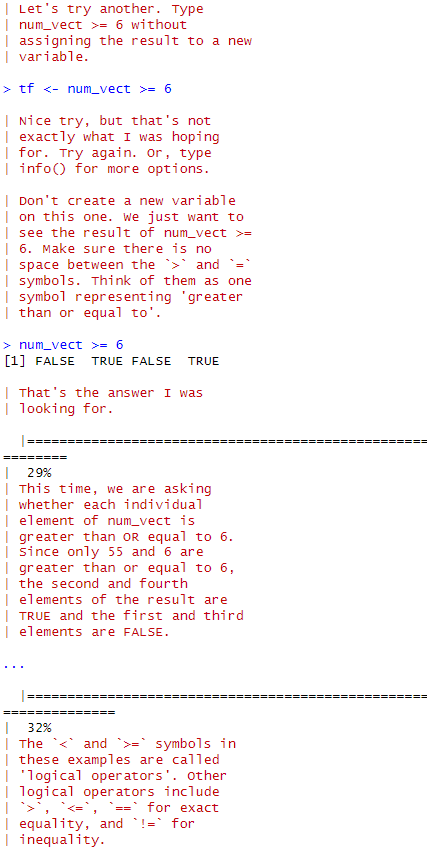 | Let's try another. Type
| num_vect >= 6 without
| assigning the result to a new
| variable.
> tf <- num_vect >= 6
| Nice try, but that's not
| exactly what I was hoping
| for. Try again. Or, type
| info() for more options.
| Don't create a new variable
| on this one. We just want to
| see the result of num_vect >=
| 6. Make sure there is no
| space between the `>` and `=`
| symbols. Think of them as one
| symbol representing 'greater
| than or equal to'.
> num_vect >= 6
[1] FALSE  TRUE FALSE  TRUE
| That's the answer I was
| looking for.
  |==================================================
========
|  29%
| This time, we are asking
| whether each individual
| element of num_vect is
| greater than OR equal to 6.
| Since only 55 and 6 are
| greater than or equal to 6,
| the second and fourth
| elements of the result are
| TRUE and the first and third
| elements are FALSE.
...
  |==================================================
==============
|  32%
| The `<` and `>=` symbols in
| these examples are called
| 'logical operators'. Other
| logical operators include
| `>`, `<=`, `==` for exact
| equality, and `!=` for
| inequality.